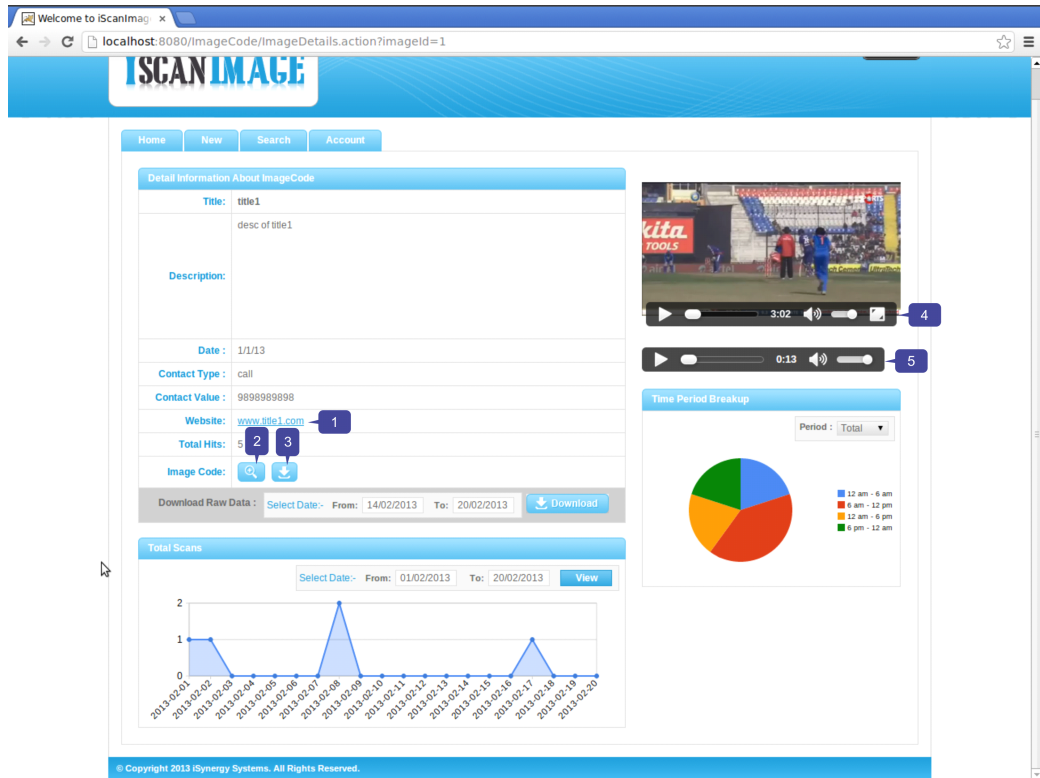 Welcome to iScanImag
localhost:8080/ImageCode/ImageDetails.action?imageId=1
ISCANIMAGE
Home New Search Account
Detail Information About ImageCode
Title: title1
Description: desc of title1
Date : 1/1/13
Contact Type : call
Contact Value : 9898989898
Website: www.title1.com 1
Total Hits: 5 2 3
Image Code:
Download Raw Data : Select Date:- From: 14/02/2013 To: 20/02/2013 Download
Total Scans
Select Date:- From: 01/02/2013 To: 20/02/2013 View
2
1
0
2013-02-01
2013-02-02
2013-02-03
2013-02-04
2013-02-05
2013-02-06
2013-02-07
2013-02-08
2013-02-09
2013-02-10
2013-02-11
2013-02-12
2013-02-13
2013-02-14
2013-02-15
2013-02-16
2013-02-17
2013-02-18
2013-02-19
2013-02-20
kita
TOOLS
3:02 4
0:13 5
Time Period Breakup
Period : Total
12 am - 6 am
6 am - 12 pm
12 am - 6 pm
6 pm - 12 am
© Copyright 2013 iSynergy Systems. All Rights Reserved.